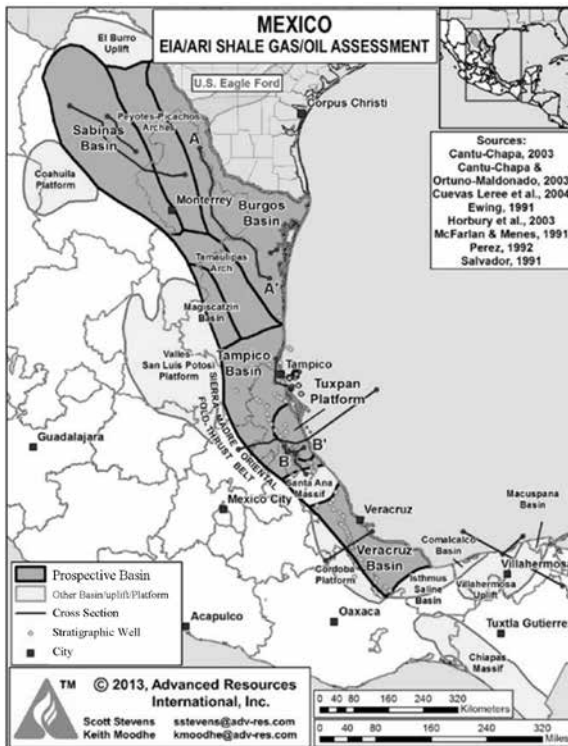 MEXICO
EIA/ARI SHALE GAS/OIL ASSESSMENT
El Burro
Uplift
U.S. Eagle Ford
Corpus Christi
Peyotes-Picachos
Arches
Sabinas
Basin
A
Coahuila
Platform
Monterrey
Burgos
Basin
Sources:
Cantu-Chapa, 2003
Cantu-Chapa &
Ortuno-Maldonado, 2003
Cuevas Leree et al., 2004
Ewing, 1991
Horbury et al., 2003
McFarlan & Menes, 1991
Perez, 1992
Salvador, 1991
Tamaulipas
Arch
A'
Magiscatzin
Basin
Valles-
San Luis Potosi
Platform
Tampico
Basin
Tampico
Tuxpan
Platform
SIERRA MADRE ORIENTAL
FOLD-THRUST BELT
Guadalajara
B'
B
Santa Ana
Massif
Mexico City
Veracruz
Veracruz
Basin
Cordoba
Platform
Macuspana
Basin
Comalcalco
Basin
Villahermosa
Isthmus
Saline
Basin
Villahermosa
Uplift
Oaxaca
Tuxtla Gutierre
Acapulco
Chiapas
Massif
Prospective Basin
Other Basin/uplift/Platform
Cross Section
Stratigraphic Well
City
TM
© 2013, Advanced Resources
International, Inc.
Scott Stevens sstevens@adv-res.com
Keith Moodhe kmoodhe@adv-res.com
0 40 80 160 240 320
Kilometers
0 40 80 160 240 320
Miles